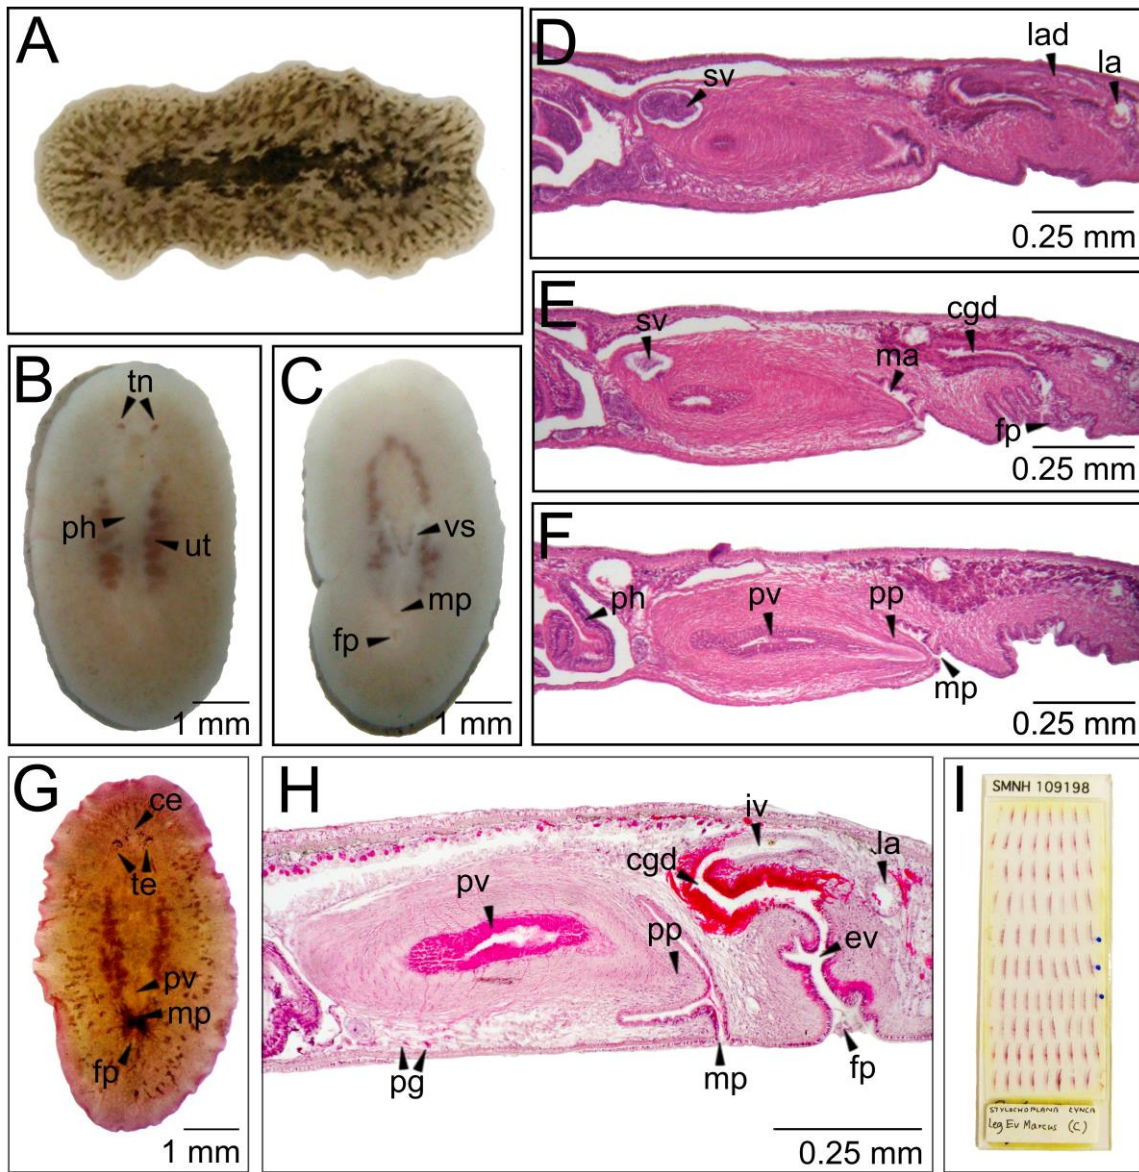 A
B
tn
ph
ut
1 mm
C
vs
mp
fp
1 mm
D
sv
lad
la
0.25 mm
E
sv
ma
cgd
fp
0.25 mm
F
ph
pv
pp
mp
0.25 mm
G
ce
te
pv
mp
fp
1 mm
H
iv
cgd
la
pv
pp
ev
pg
mp
fp
0.25 mm
I
SMNH 109198
STYLOCHOPLANA LYNCA
Leg Ev Marcus (C)